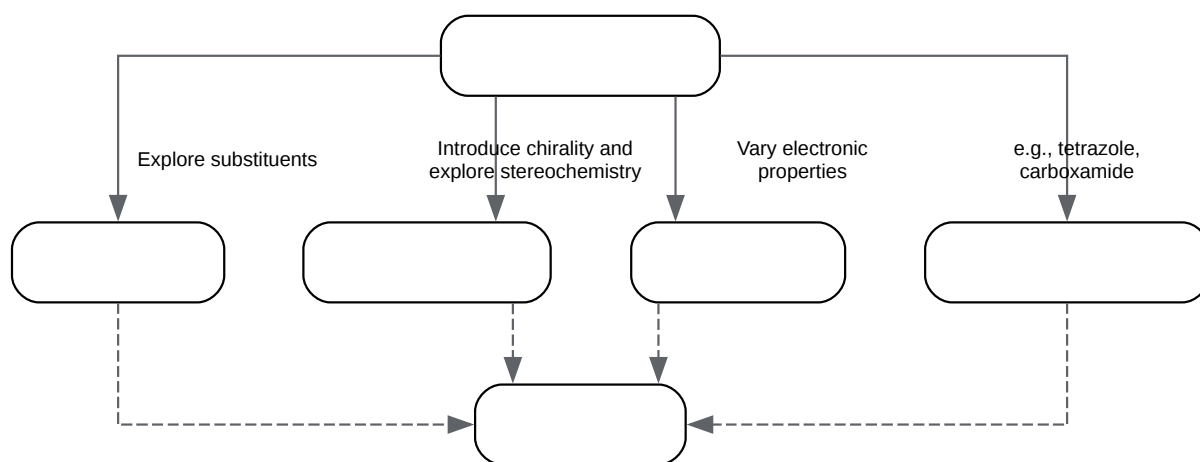 Explore substituents
Introduce chirality and
explore stereochemistry
Vary electronic
properties
e.g., tetrazole,
carboxamide